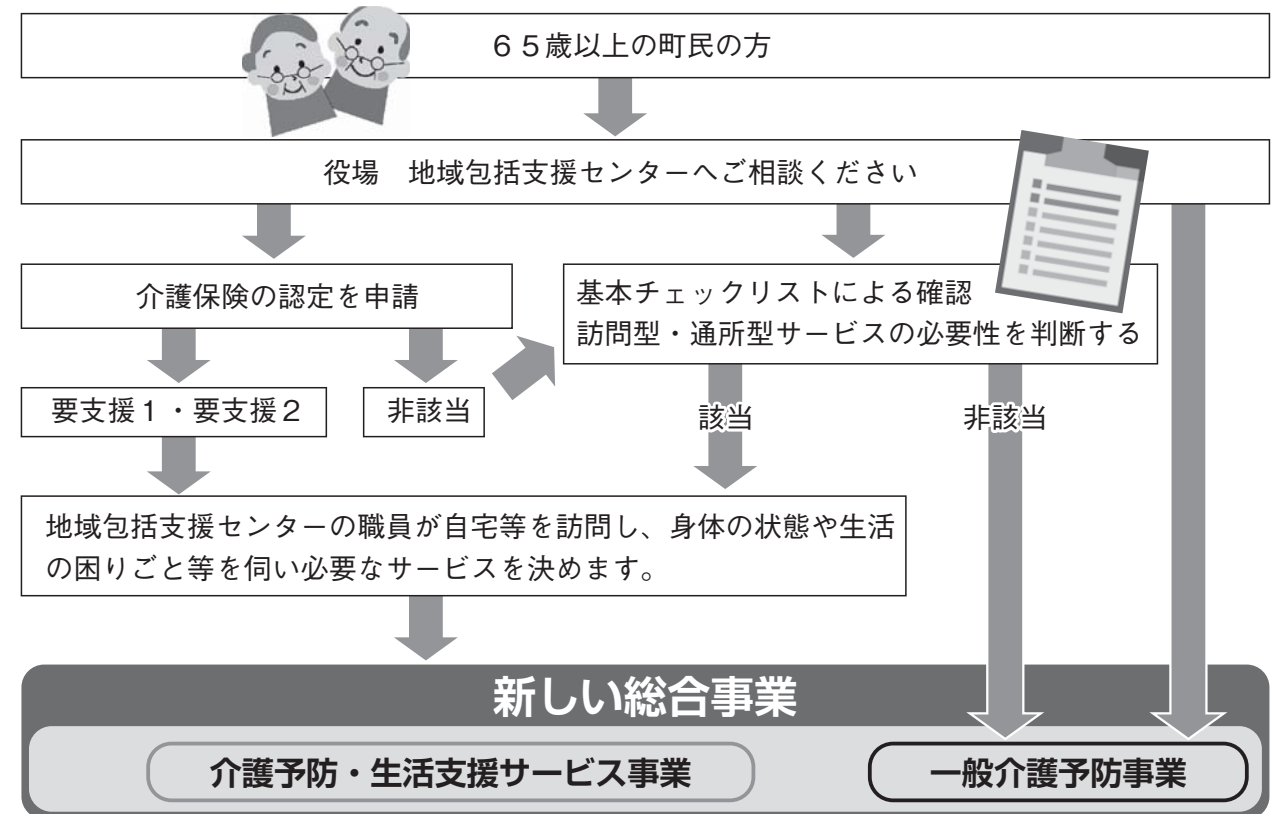 ６５歳以上の町民の方
役場　地域包括支援センターへご相談ください
介護保険の認定を申請
基本チェックリストによる確認
訪問型・通所型サービスの必要性を判断する
要支援１・要支援２
非該当
該当
非該当
地域包括支援センターの職員が自宅等を訪問し、身体の状態や生活
の困りごと等を伺い必要なサービスを決めます。
新しい総合事業
介護予防・生活支援サービス事業
一般介護予防事業